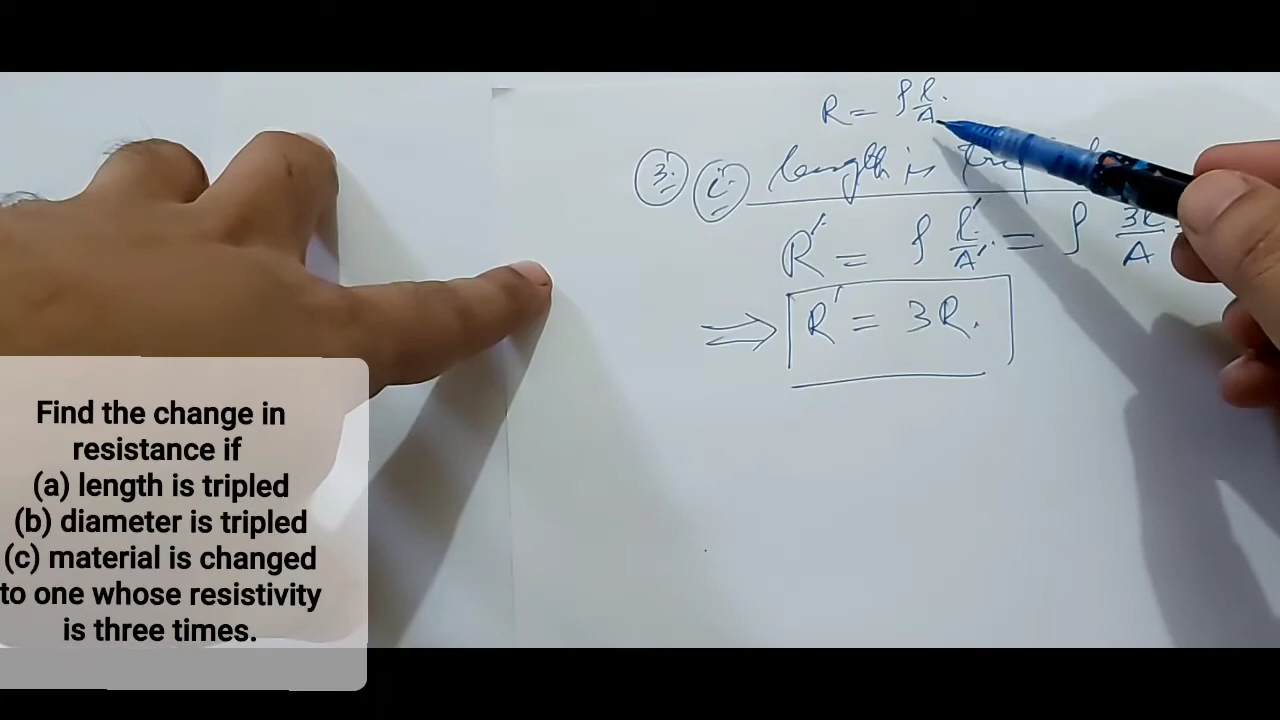 R = ρ ℓ/A
3. i. length is
R' = ρ ℓ'/A' = ρ 3ℓ/A
⇒ R' = 3R.
Find the change in
resistance if
(a) length is tripled
(b) diameter is tripled
(c) material is changed
to one whose resistivity
is three times.